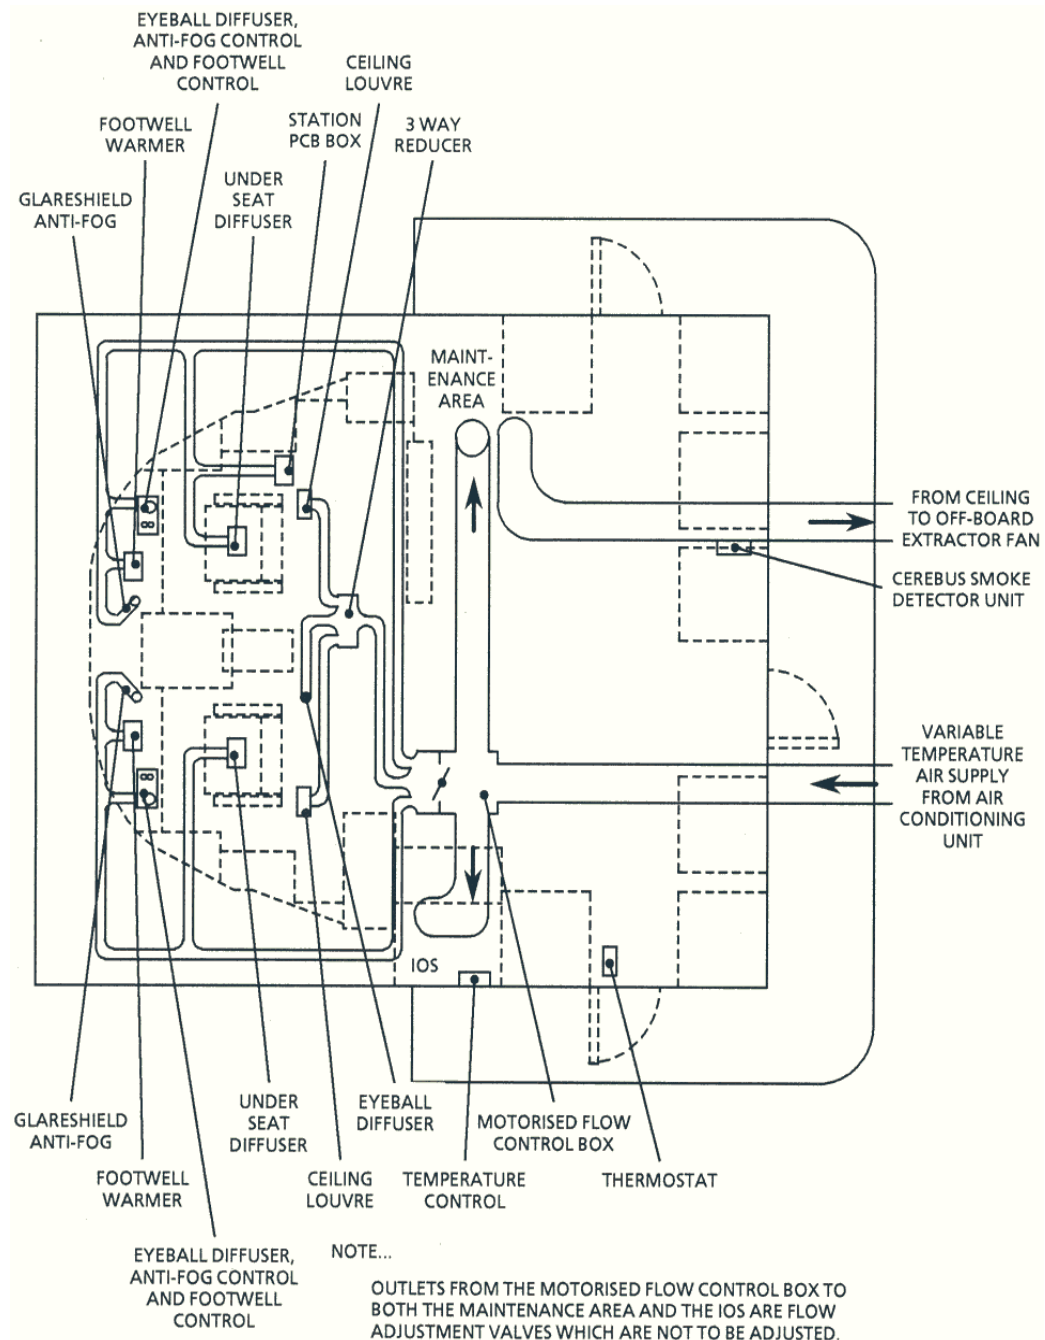 EYEBALL DIFFUSER,
ANTI-FOG CONTROL
AND FOOTWELL
CONTROL
CEILING
LOUVRE
FOOTWELL
WARMER
STATION
PCB BOX
3 WAY
REDUCER
GLARESHIELD
ANTI-FOG
UNDER
SEAT
DIFFUSER
MAINT-
ENANCE
AREA
FROM CEILING
TO OFF-BOARD
EXTRACTOR FAN
CEREBUS SMOKE
DETECTOR UNIT
VARIABLE
TEMPERATURE
AIR SUPPLY
FROM AIR
CONDITIONING
UNIT
IOS
GLARESHIELD
ANTI-FOG
UNDER
SEAT
DIFFUSER
EYEBALL
DIFFUSER
MOTORISED FLOW
CONTROL BOX
FOOTWELL
WARMER
CEILING
LOUVRE
TEMPERATURE
CONTROL
THERMOSTAT
EYEBALL DIFFUSER,
ANTI-FOG CONTROL
AND FOOTWELL
CONTROL
NOTE...
OUTLETS FROM THE MOTORISED FLOW CONTROL BOX TO
BOTH THE MAINTENANCE AREA AND THE IOS ARE FLOW
ADJUSTMENT VALVES WHICH ARE NOT TO BE ADJUSTED.